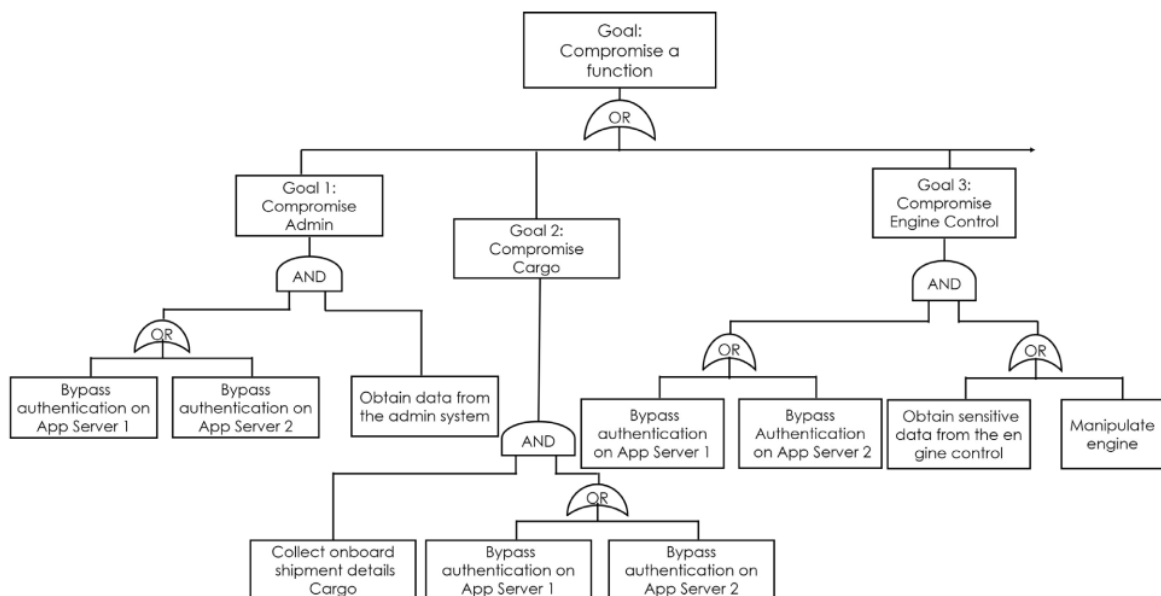 Goal:
Compromise a
function
OR
Goal 1:
Compromise
Admin
Goal 2:
Compromise
Cargo
Goal 3:
Compromise
Engine Control
AND
AND
OR
OR
OR
Bypass
authentication on
App Server 1
Bypass
authentication on
App Server 2
Obtain data from
the admin system
Bypass
authentication
on App Server 1
Bypass
Authentication
on App Server 2
Obtain sensitive
data from the en
gine control
Manipulate
engine
AND
OR
Collect onboard
shipment details
Cargo
Bypass
authentication on
App Server 1
Bypass
authentication on
App Server 2